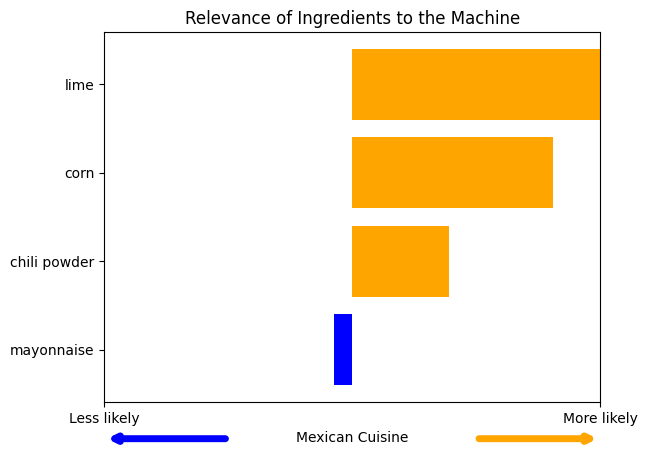 Relevance of Ingredients to the Machine
lime
corn
chili powder
mayonnaise
Less likely
More likely
Mexican Cuisine